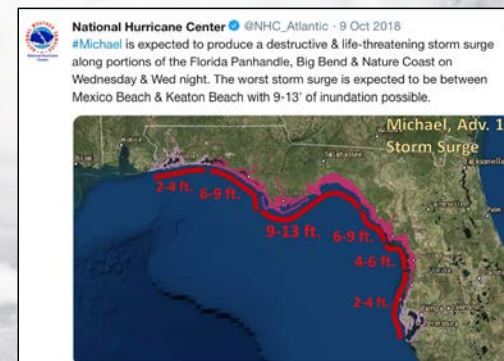 National Hurricane Center @NHC_Atlantic · 9 Oct 2018
#Michael is expected to produce a destructive & life-threatening storm surge
along portions of the Florida Panhandle, Big Bend & Nature Coast on
Wednesday & Wed night. The worst storm surge is expected to be between
Mexico Beach & Keaton Beach with 9-13' of inundation possible.
Michael, Adv. 1
Storm Surge
Tallahassee
2-4 ft.
6-9 ft.
9-13 ft.
6-9 ft.
4-6 ft.
2-4 ft.